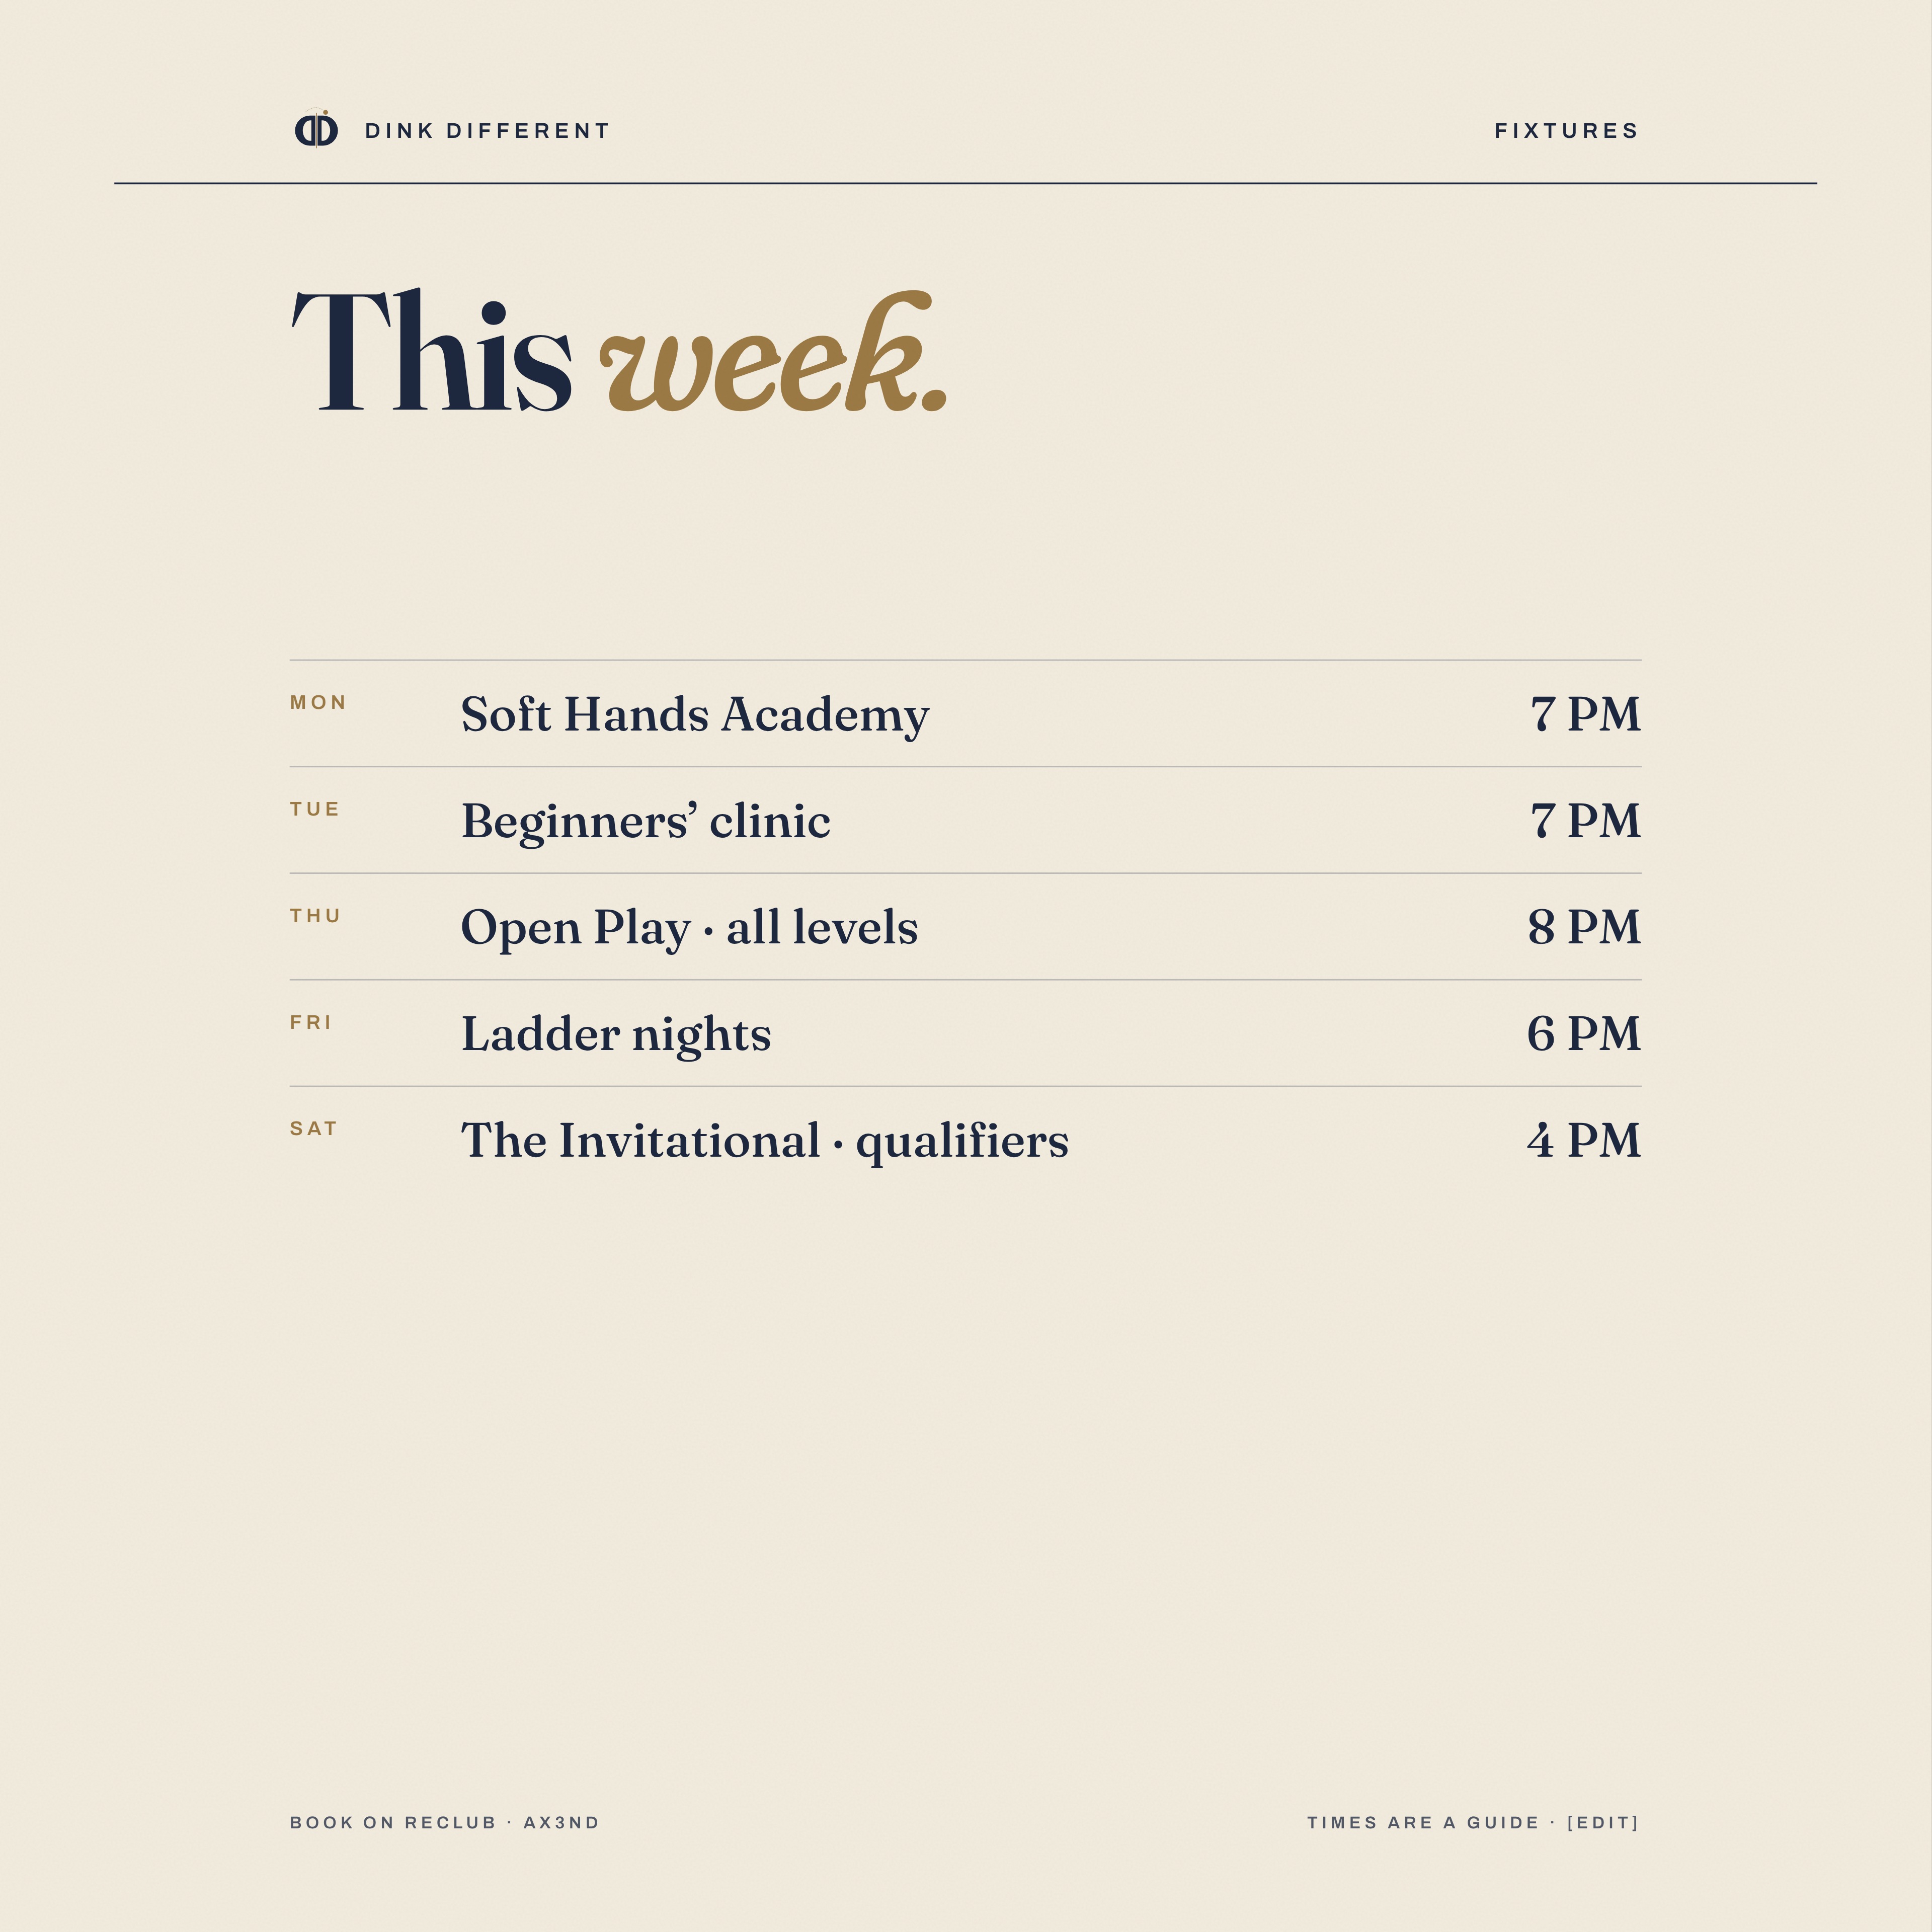 DINK DIFFERENT
FIXTURES
This week.
MON Soft Hands Academy 7 PM
TUE Beginners’ clinic 7 PM
THU Open Play · all levels 8 PM
FRI Ladder nights 6 PM
SAT The Invitational · qualifiers 4 PM
BOOK ON RECLUB · AX3ND
TIMES ARE A GUIDE · [EDIT]